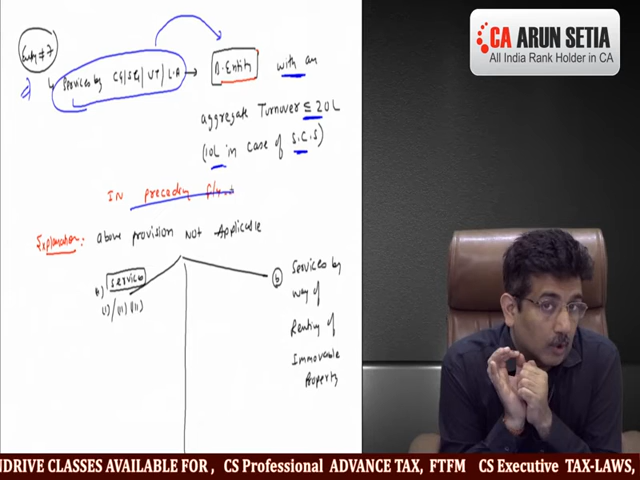 CA ARUN SETIA
All India Rank Holder in CA
Entry #7
Services by CG/SG/UT/L.A → B. Entity with an
aggregate Turnover ≤ 20L
(10L in case of S.C.S)
IN preceding f/y.
Explanation: above provision Not Applicable
a) Services
(i)/(ii)/(iii)
b Services by
way of
Renting of
Immovable
Property
NDRIVE CLASSES AVAILABLE FOR , CS Professional ADVANCE TAX, FTFM CS Executive TAX-LAWS,